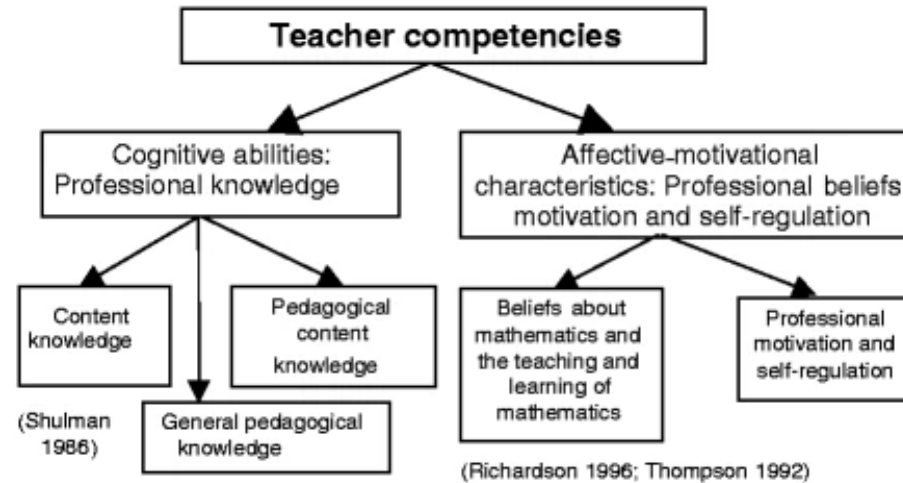 Teacher competencies
Cognitive abilities:
Professional knowledge
Affective-motivational
characteristics: Professional beliefs
motivation and self-regulation
Content
knowledge
Pedagogical
content
knowledge
Beliefs about
mathematics and
the teaching and
learning of
mathematics
Professional
motivation and
self-regulation
(Shulman
1986)
General pedagogical
knowledge
(Richardson 1996; Thompson 1992)